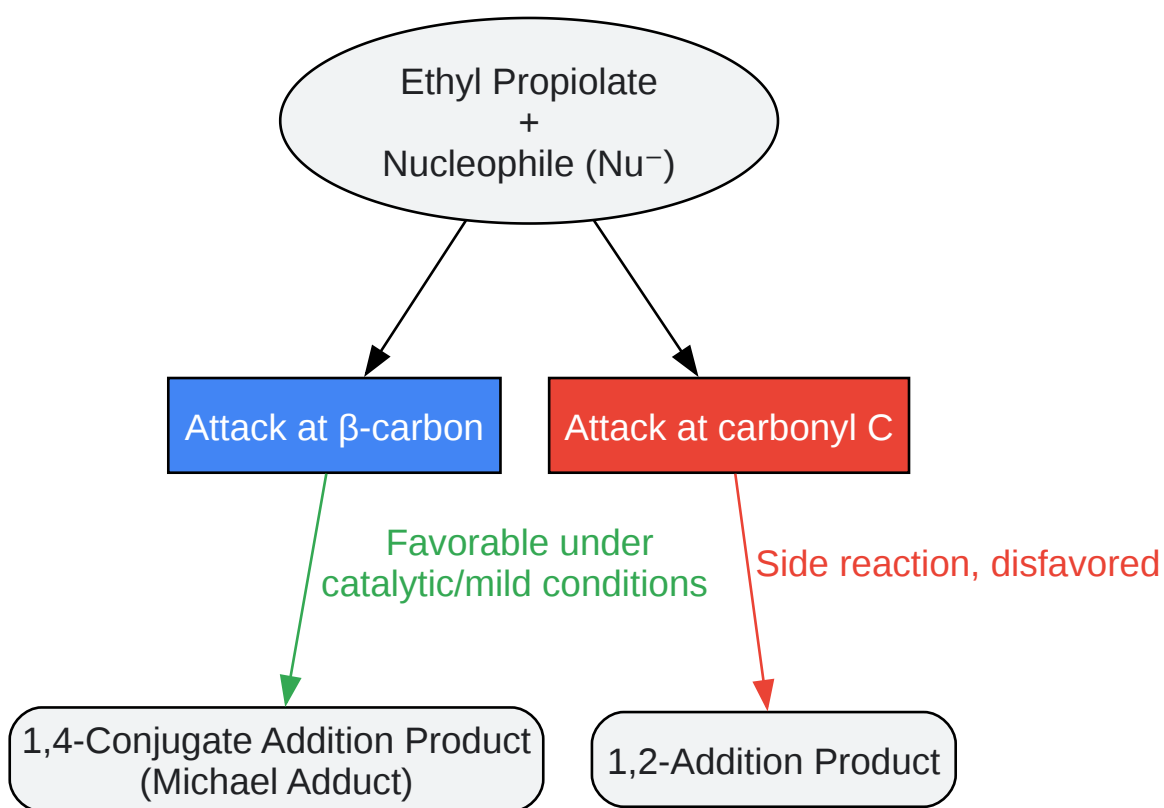 Ethyl Propiolate
+
Nucleophile (Nu⁻)
Attack at β-carbon
Attack at carbonyl C
Favorable under
catalytic/mild conditions
Side reaction, disfavored
1,4-Conjugate Addition Product
(Michael Adduct)
1,2-Addition Product